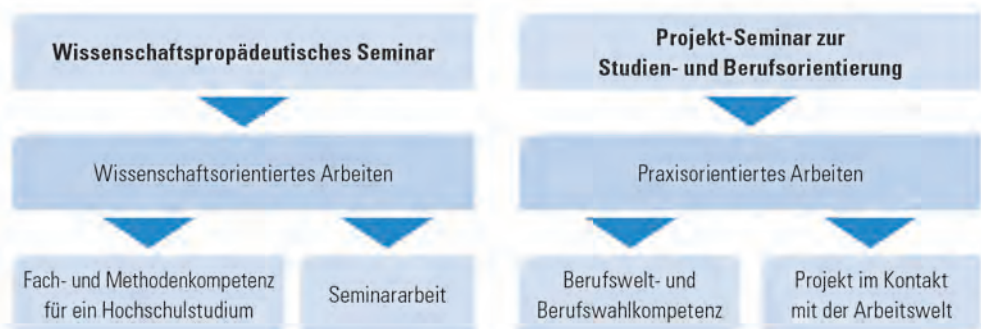 Wissenschaftspropädeutisches Seminar
Projekt-Seminar zur
Studien- und Berufsorientierung
Wissenschaftsorientiertes Arbeiten
Praxisorientiertes Arbeiten
Fach- und Methodenkompetenz
für ein Hochschulstudium
Seminararbeit
Berufswelt- und
Berufswahlkompetenz
Projekt im Kontakt
mit der Arbeitswelt